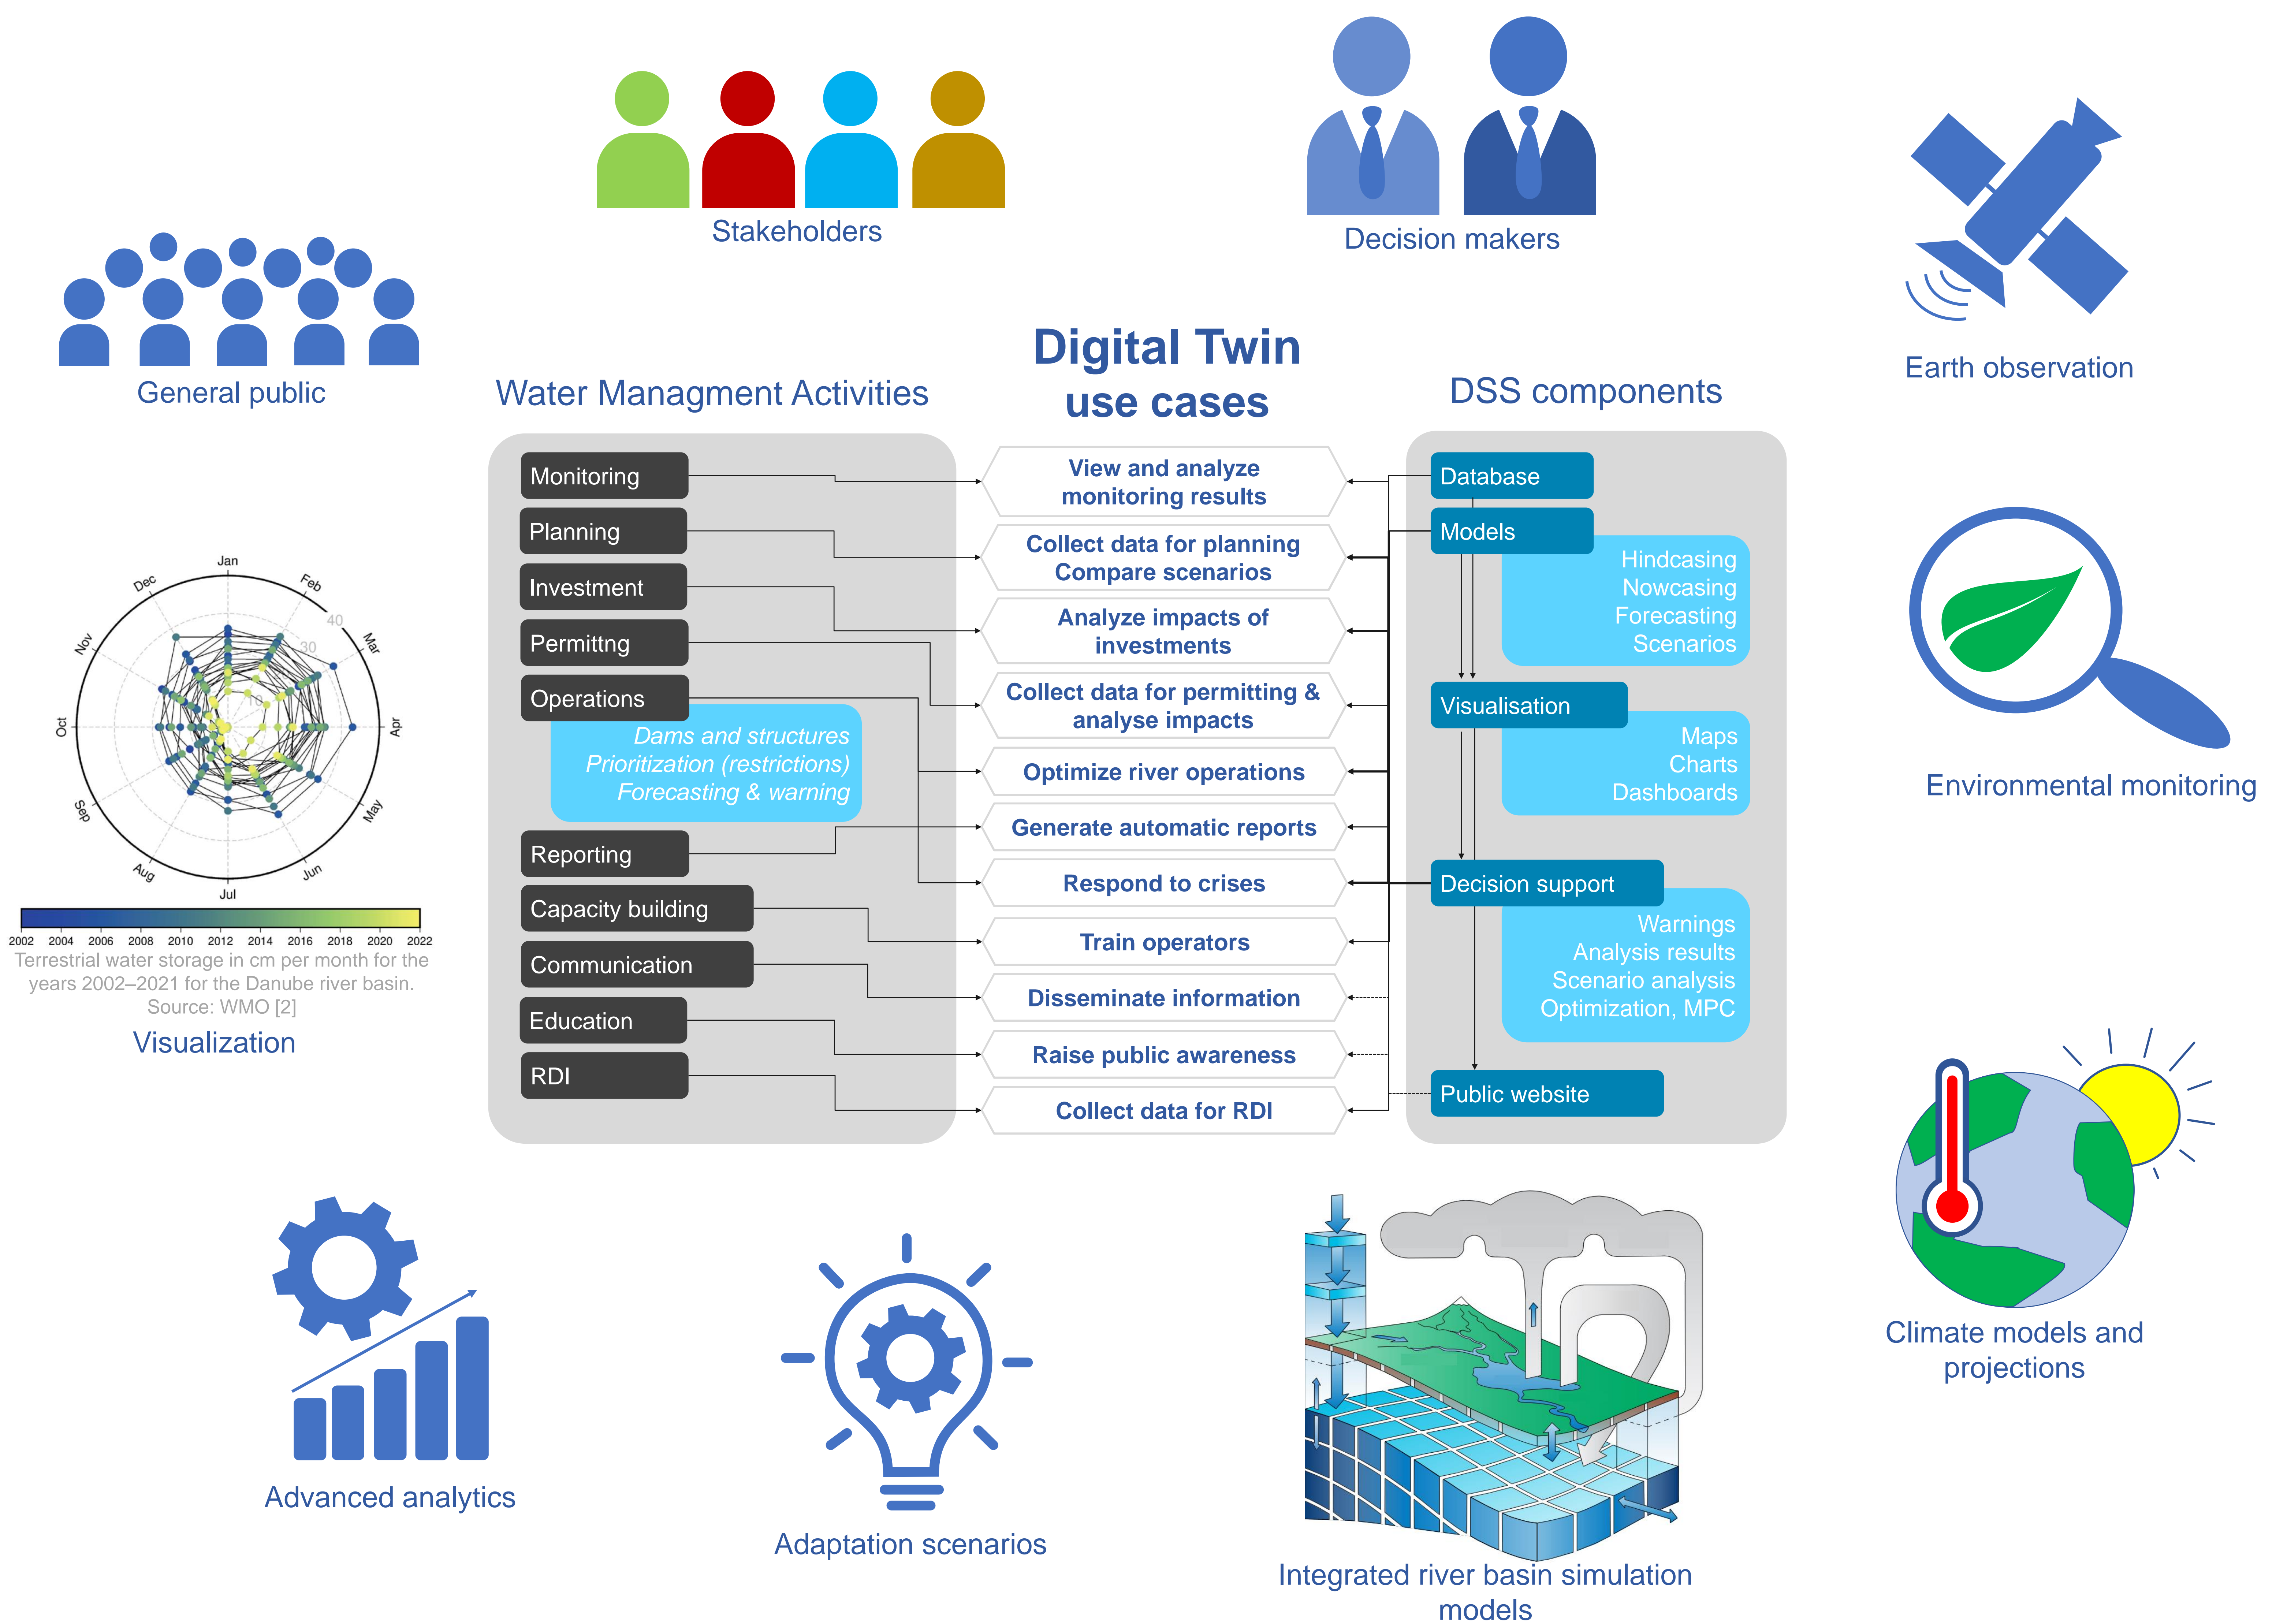 Stakeholders
Decision makers
General public
Earth observation
Digital Twin
use cases
Water Managment Activities
DSS components
Monitoring
Planning
Investment
Permittng
Operations
Dams and structures
Prioritization (restrictions)
Forecasting & warning
Reporting
Capacity building
Communication
Education
RDI
View and analyze
monitoring results
Collect data for planning
Compare scenarios
Analyze impacts of
investments
Collect data for permitting &
analyse impacts
Optimize river operations
Generate automatic reports
Respond to crises
Train operators
Disseminate information
Raise public awareness
Collect data for RDI
Database
Models
Hindcasing
Nowcasing
Forecasting
Scenarios
Visualisation
Maps
Charts
Dashboards
Decision support
Warnings
Analysis results
Scenario analysis
Optimization, MPC
Public website
Jan
Feb
Mar
Apr
May
Jun
Jul
Aug
Sep
Oct
Nov
Dec
40
30
10
2002 2004 2006 2008 2010 2012 2014 2016 2018 2020 2022
Terrestrial water storage in cm per month for the
years 2002–2021 for the Danube river basin.
Source: WMO [2]
Visualization
Environmental monitoring
Climate models and
projections
Advanced analytics
Adaptation scenarios
Integrated river basin simulation
models